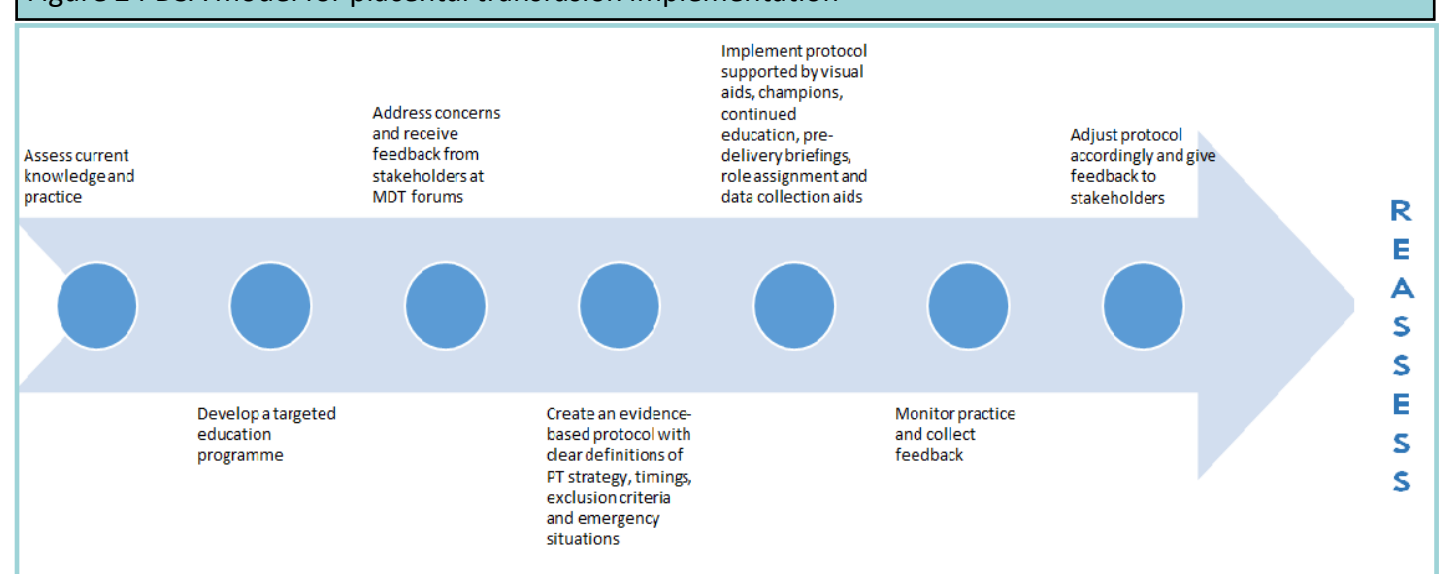 Assess current
knowledge and
practice
Develop a targeted
education
programme
Address concerns
and receive
feedback from
stakeholders at
MDT forums
Create an evidence-
based protocol with
clear definitions of
PT strategy, timings,
exclusion criteria
and emergency
situations
Implement protocol
supported by visual
aids, champions,
continued
education, pre-
delivery briefings,
role assignment and
data collection aids
Monitor practice
and collect
feedback
Adjust protocol
accordingly and give
feedback to
stakeholders
R
E
A
S
S
E
S
S